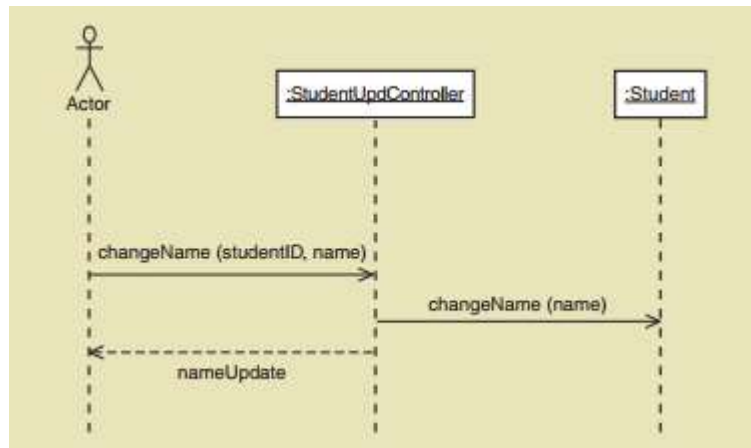 Actor
:StudentUpdController
:Student
changeName (studentID, name)
changeName (name)
nameUpdate